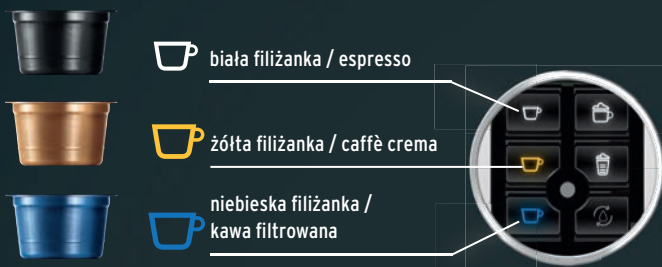 biała filiżanka / espresso
żółta filiżanka / caffè crema
niebieska filiżanka /
kawa filtrowana